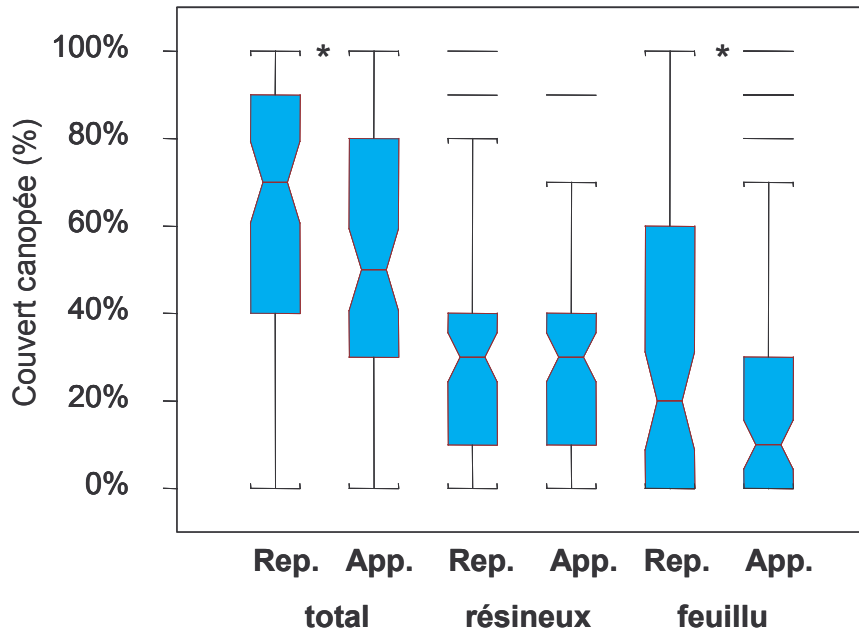 Couvert canopée (%)
100%
80%
60%
40%
20%
0%
* *
Rep. App. Rep. App. Rep. App.
total résineux feuillu